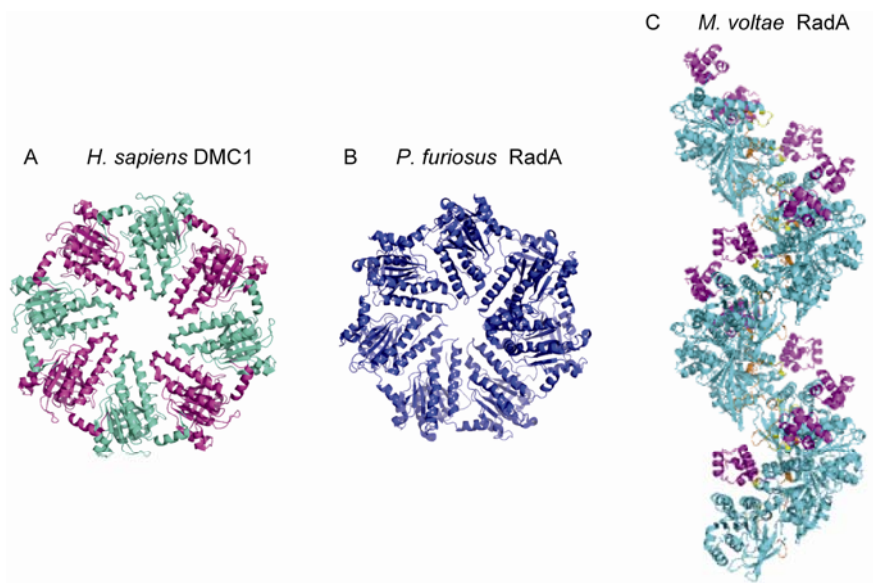 C M. voltae RadA
A H. sapiens DMC1
B P. furiosus RadA